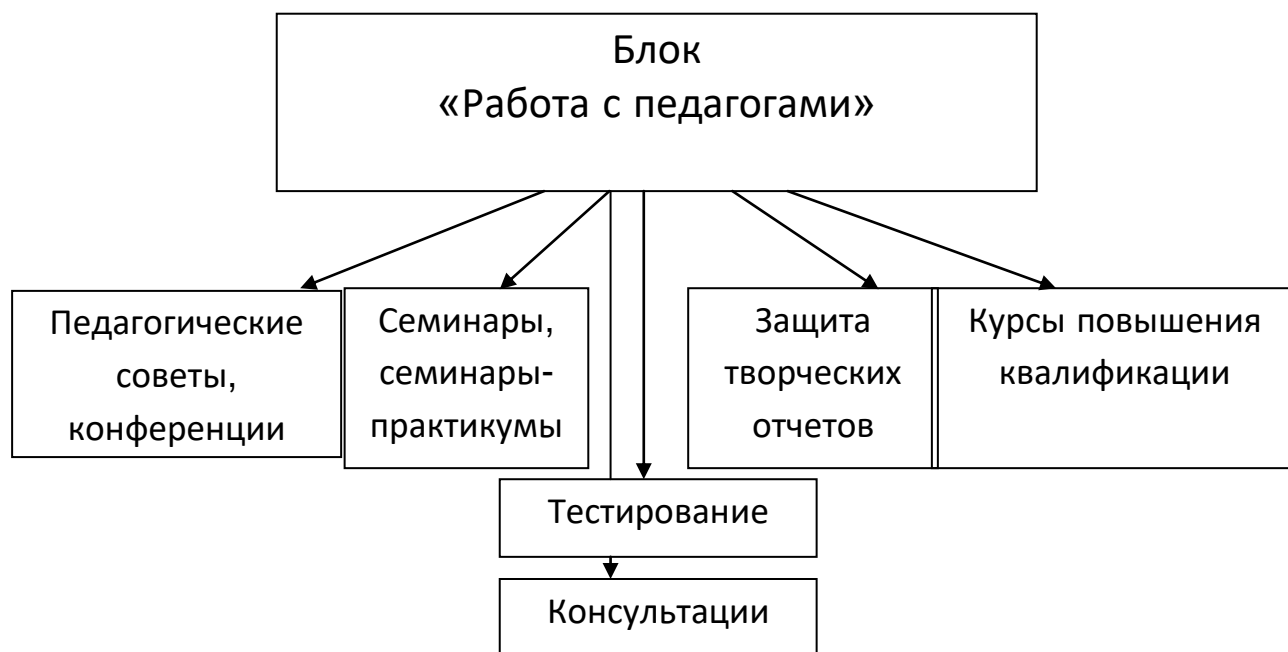 Блок
«Работа с педагогами»
Педагогические
советы,
конференции
Семинары,
семинары-
практикумы
Защита
творческих
отчетов
Курсы повышения
квалификации
Тестирование
Консультации